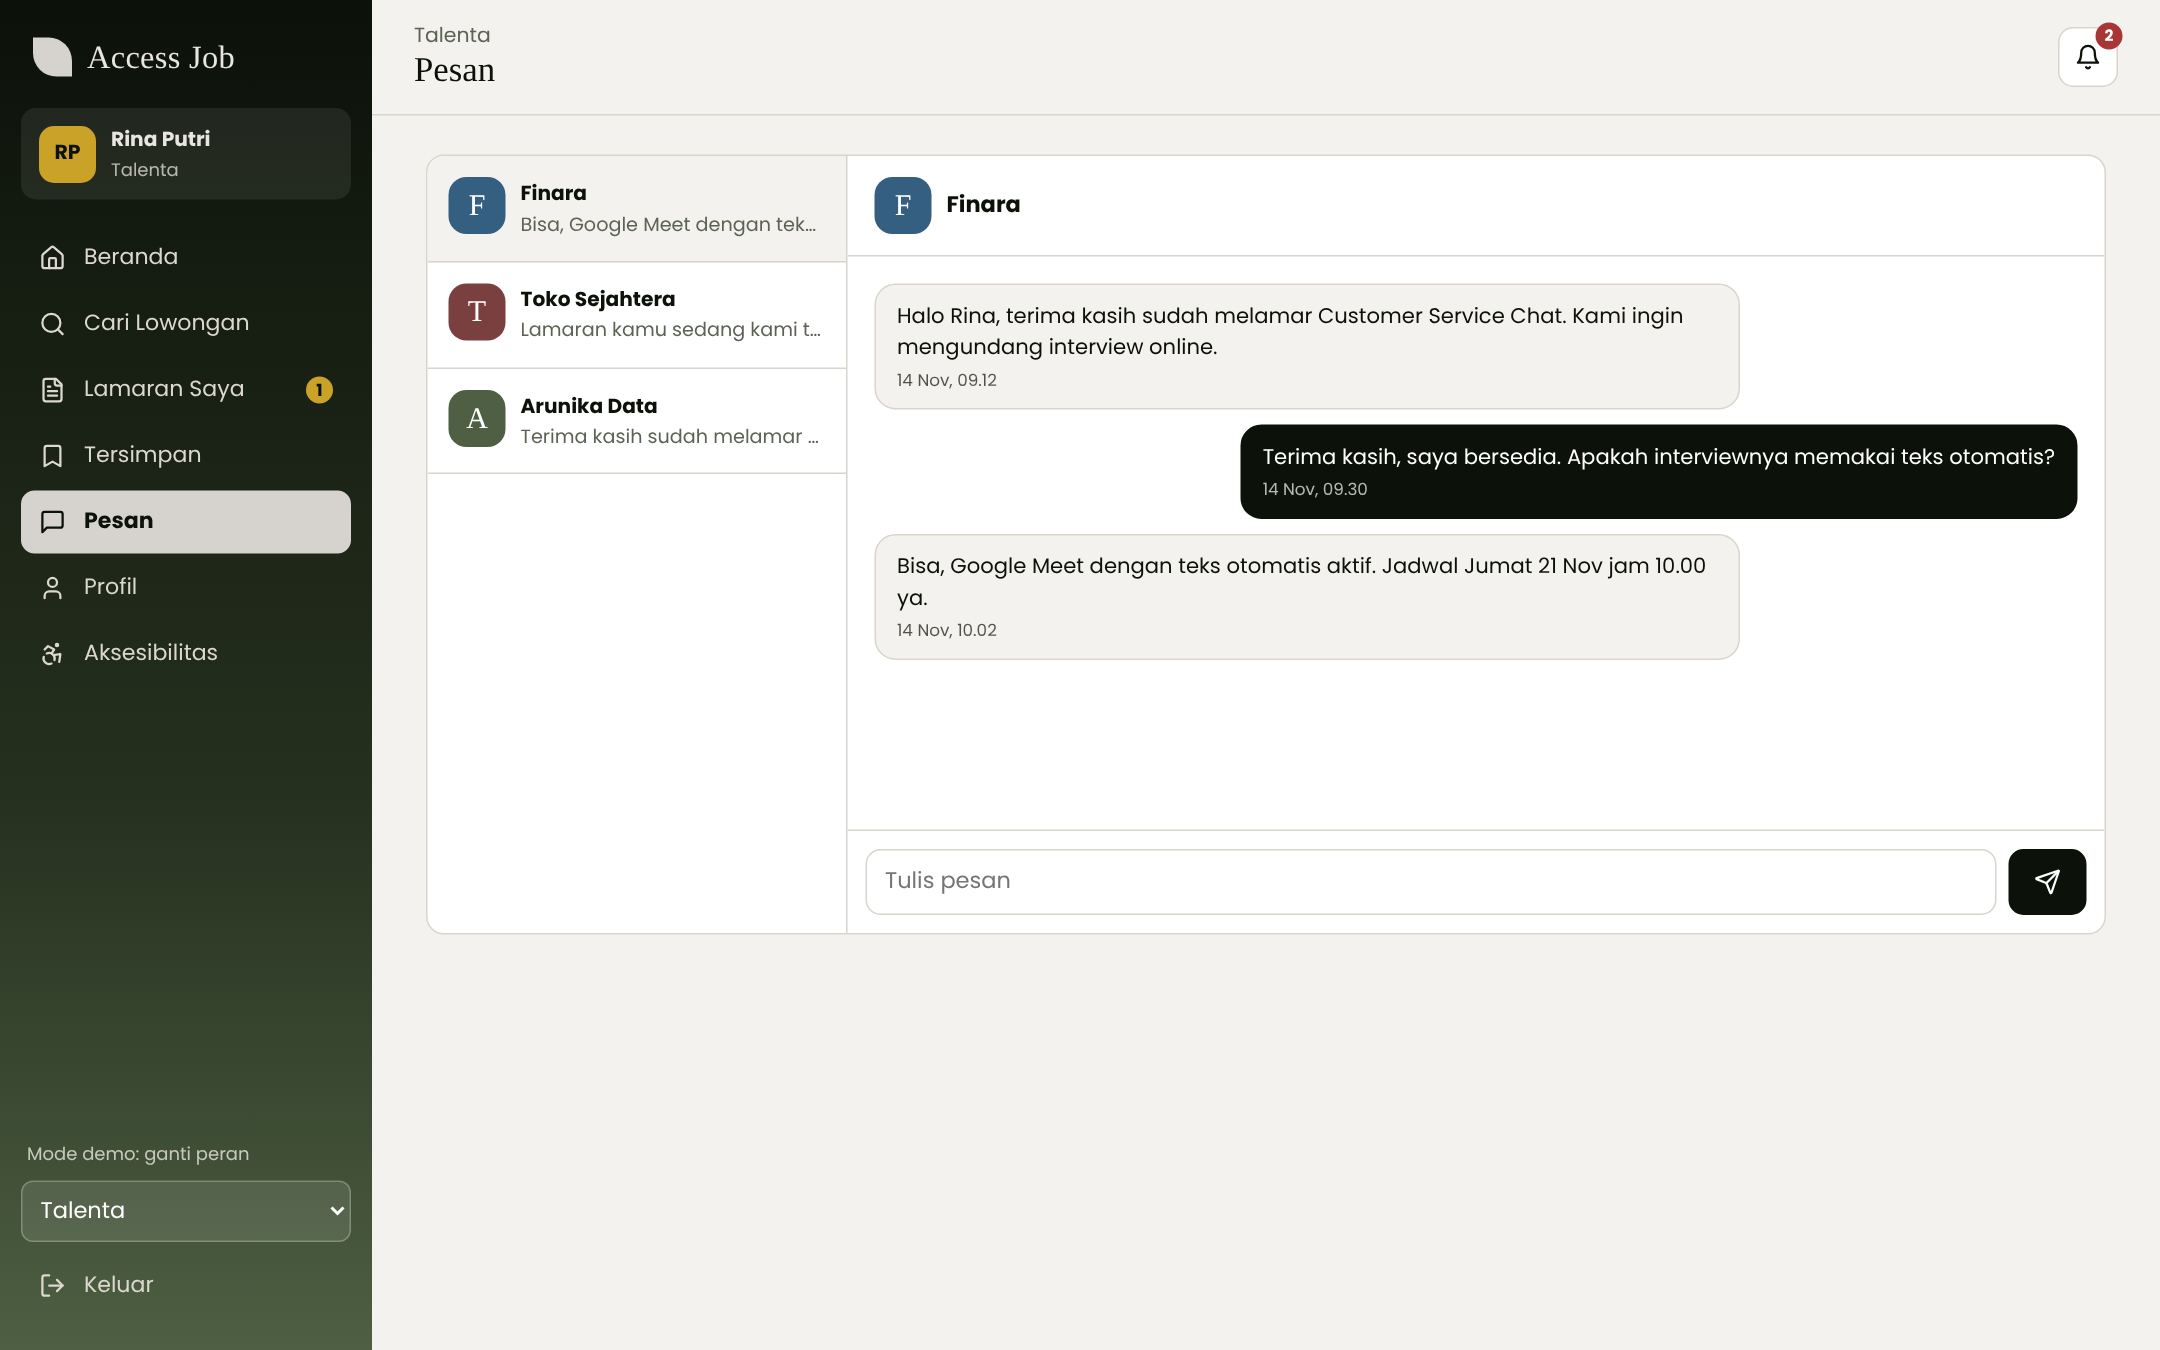 Access Job
RP
Rina Putri
Talenta
Beranda
Cari Lowongan
Lamaran Saya
1
Tersimpan
Pesan
Profil
Aksesibilitas
Mode demo: ganti peran
Talenta
Keluar
Talenta
Pesan
2
F
Finara
Bisa, Google Meet dengan tek...
T
Toko Sejahtera
Lamaran kamu sedang kami t...
A
Arunika Data
Terima kasih sudah melamar ...
F
Finara
Halo Rina, terima kasih sudah melamar Customer Service Chat. Kami ingin
mengundang interview online.
14 Nov, 09.12
Terima kasih, saya bersedia. Apakah interviewnya memakai teks otomatis?
14 Nov, 09.30
Bisa, Google Meet dengan teks otomatis aktif. Jadwal Jumat 21 Nov jam 10.00
ya.
14 Nov, 10.02
Tulis pesan